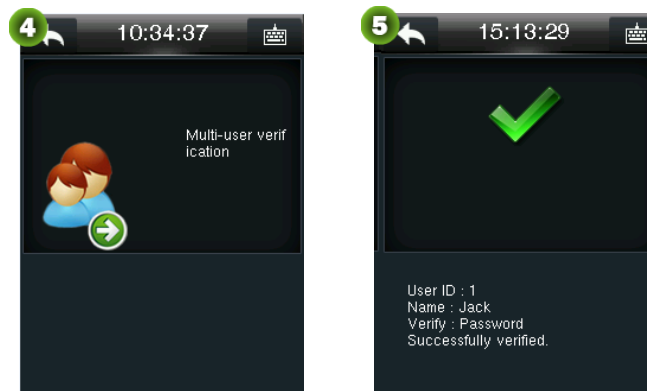 4
10:34:37
Multi-user verif
ication
5
15:13:29
User ID : 1
Name : Jack
Verify : Password
Successfully verified.